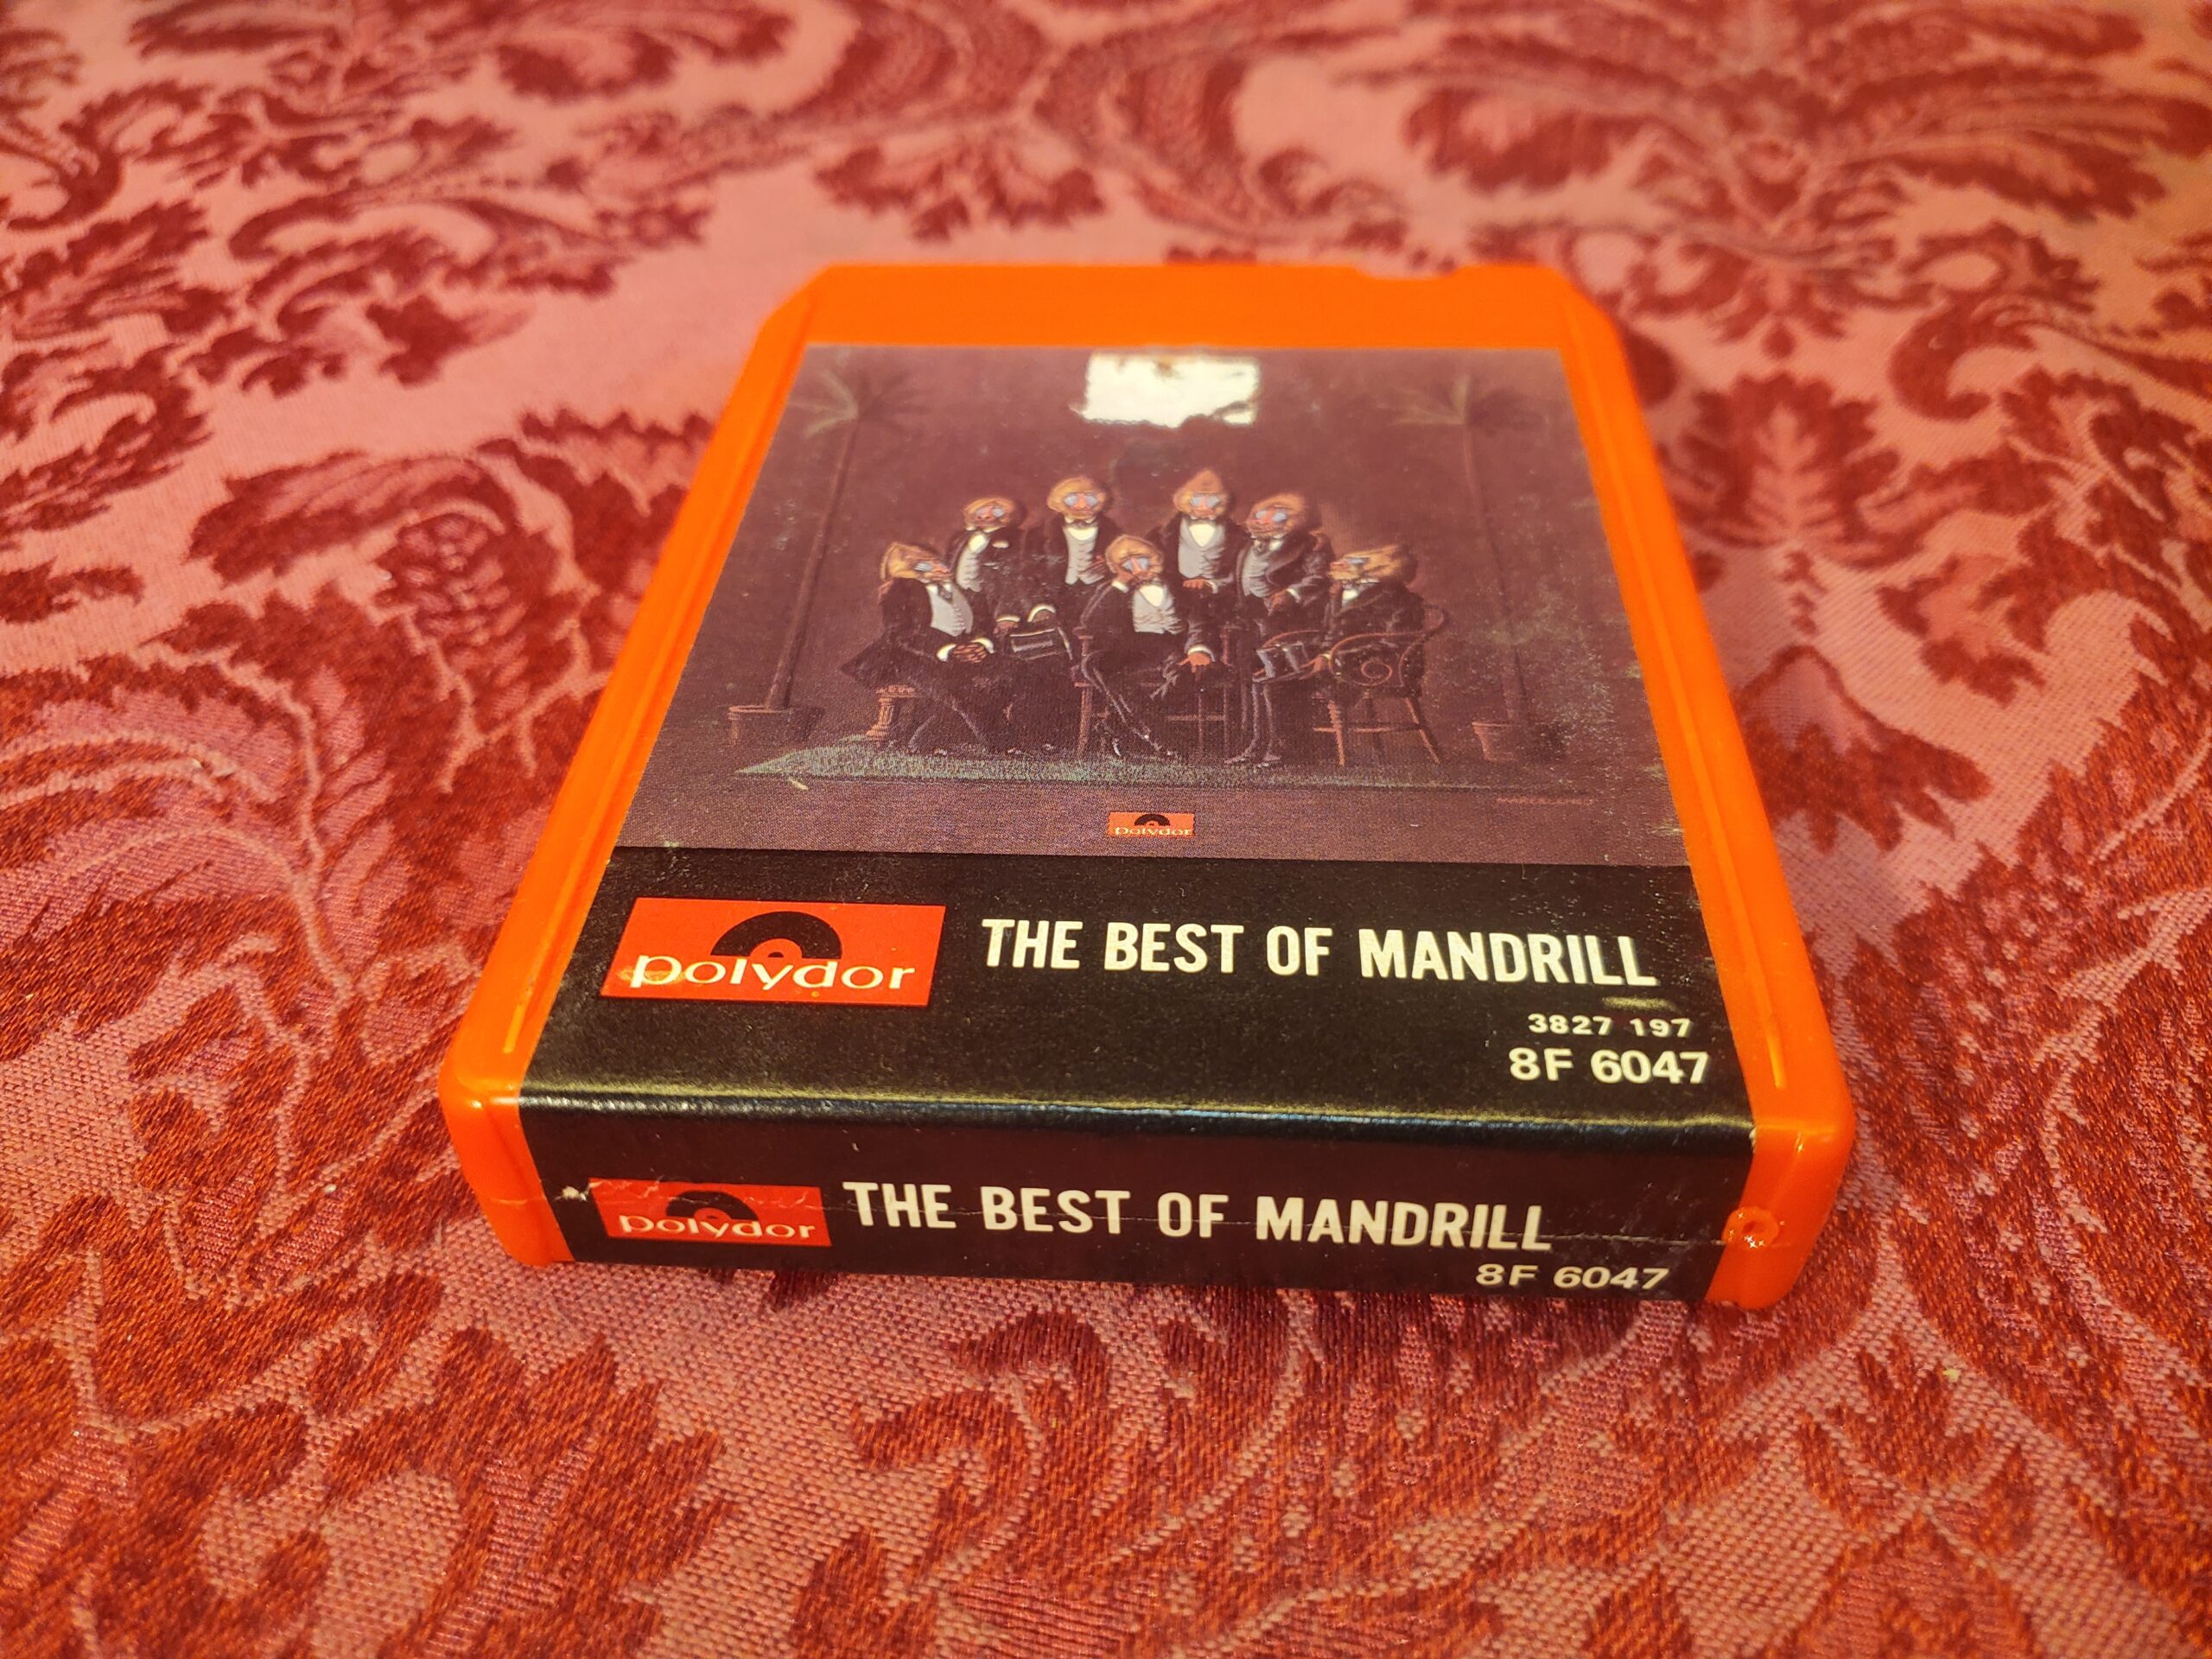 polydor
polydor
THE BEST OF MANDRILL
3827 197
8F 6047
polydor
THE BEST OF MANDRILL
8F 6047